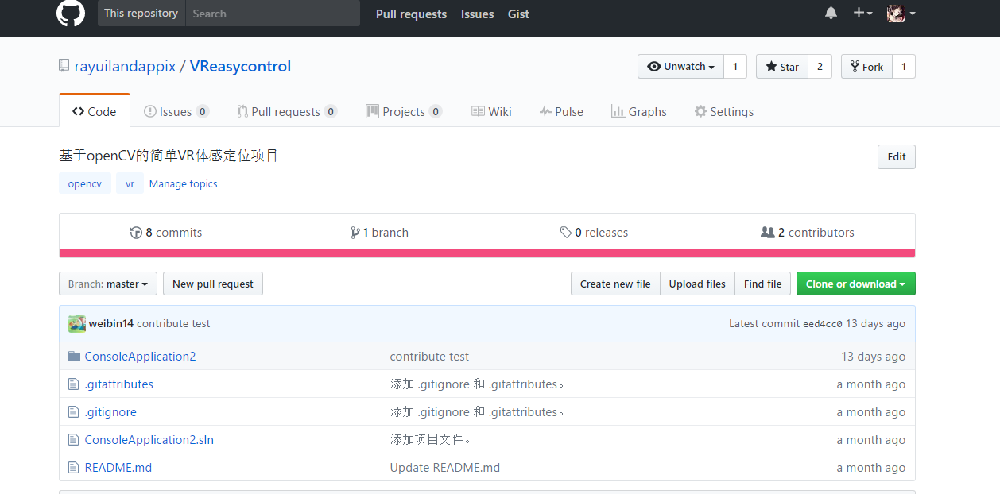 This repository Search Pull requests Issues Gist
rayuilandappix / VReasycontrol Unwatch 1 Star 2 Fork 1
Code Issues 0 Pull requests 0 Projects 0 Wiki Pulse Graphs Settings
基于openCV的简单VR体感定位项目 Edit
opencv vr Manage topics
8 commits 1 branch 0 releases 2 contributors
Branch: master New pull request Create new file Upload files Find file Clone or download
weibin14 contribute test Latest commit eed4cc0 13 days ago
ConsoleApplication2 contribute test 13 days ago
.gitattributes 添加 .gitignore 和 .gitattributes。 a month ago
.gitignore 添加 .gitignore 和 .gitattributes。 a month ago
ConsoleApplication2.sln 添加项目文件。 a month ago
README.md Update README.md a month ago